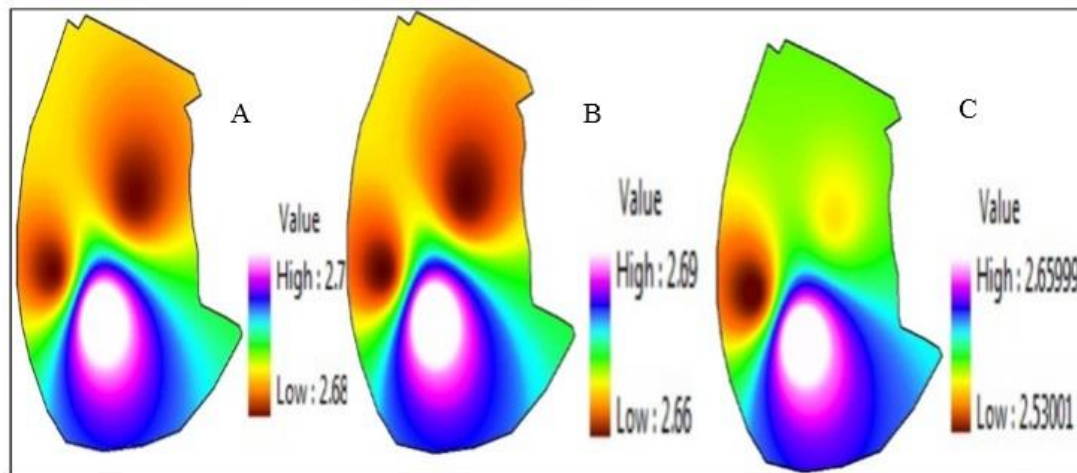 A
Value
High : 2.7
Low : 2.68
B
Value
High : 2.69
Low : 2.66
C
Value
High : 2.65999
Low : 2.53001